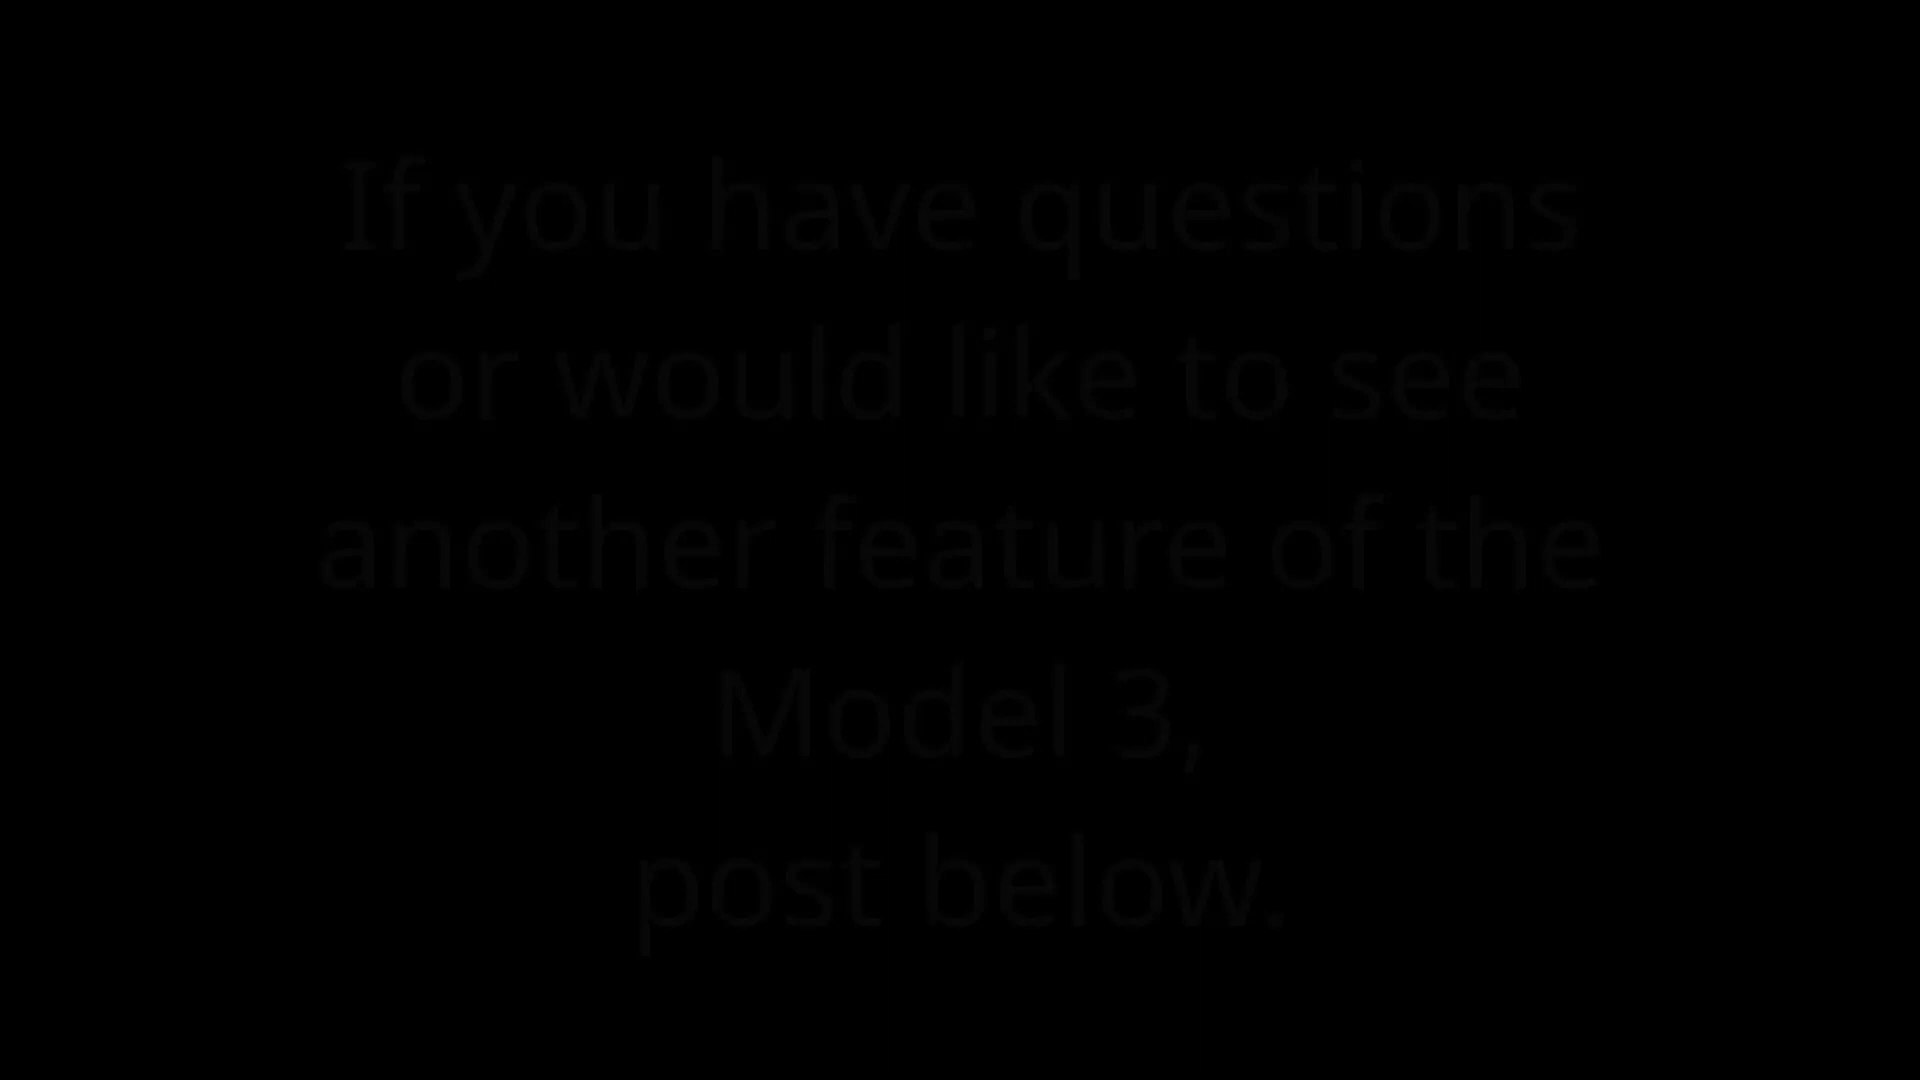 If you have questions
or would like to see
another feature of the
Model 3,
post below.